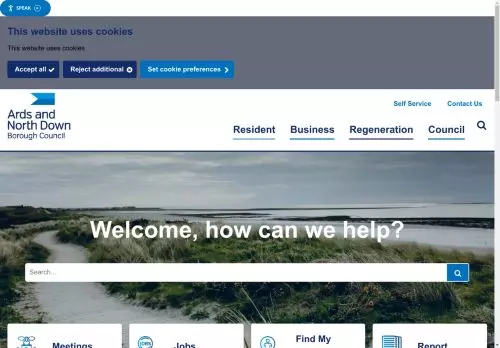 SPEAK
This website uses cookies
This website uses cookies
Accept all
Reject additional
Set cookie preferences
Ards and
North Down
Borough Council
Self Service
Contact Us
Resident
Business
Regeneration
Council
Welcome, how can we help?
Search...
Meetings
JOBS
Jobs
Find My
Report